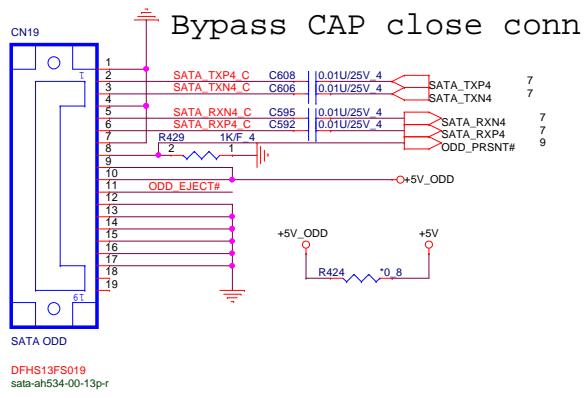 Bypass CAP close conn
CN19
1
1
2 SATA_TXP4_C C608 0.01U/25V_4 SATA_TXP4 7
3 SATA_TXN4_C C606 0.01U/25V_4 SATA_TXN4 7
4
5 SATA_RXN4_C C595 0.01U/25V_4 SATA_RXN4 7
6 SATA_RXP4_C C592 0.01U/25V_4 SATA_RXP4 7
7 R429 1K/F_4 ODD_PRSNT# 9
8 2 1
9
10 +5V_ODD
11 ODD_EJECT#
12
13
14
15 +5V_ODD +5V
16
17
18 R424 *0_8
19
19
SATA ODD
DFHS13FS019
sata-ah534-00-13p-r